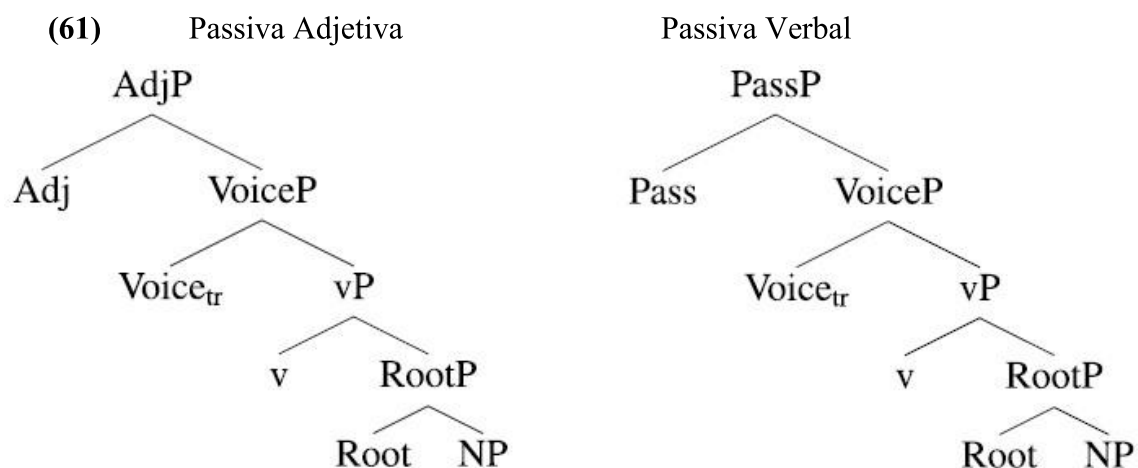 (61) Passiva Adjetiva Passiva Verbal
AdjP PassP
Adj VoiceP Pass VoiceP
Voicetr vP Voicetr vP
v RootP v RootP
Root NP Root NP